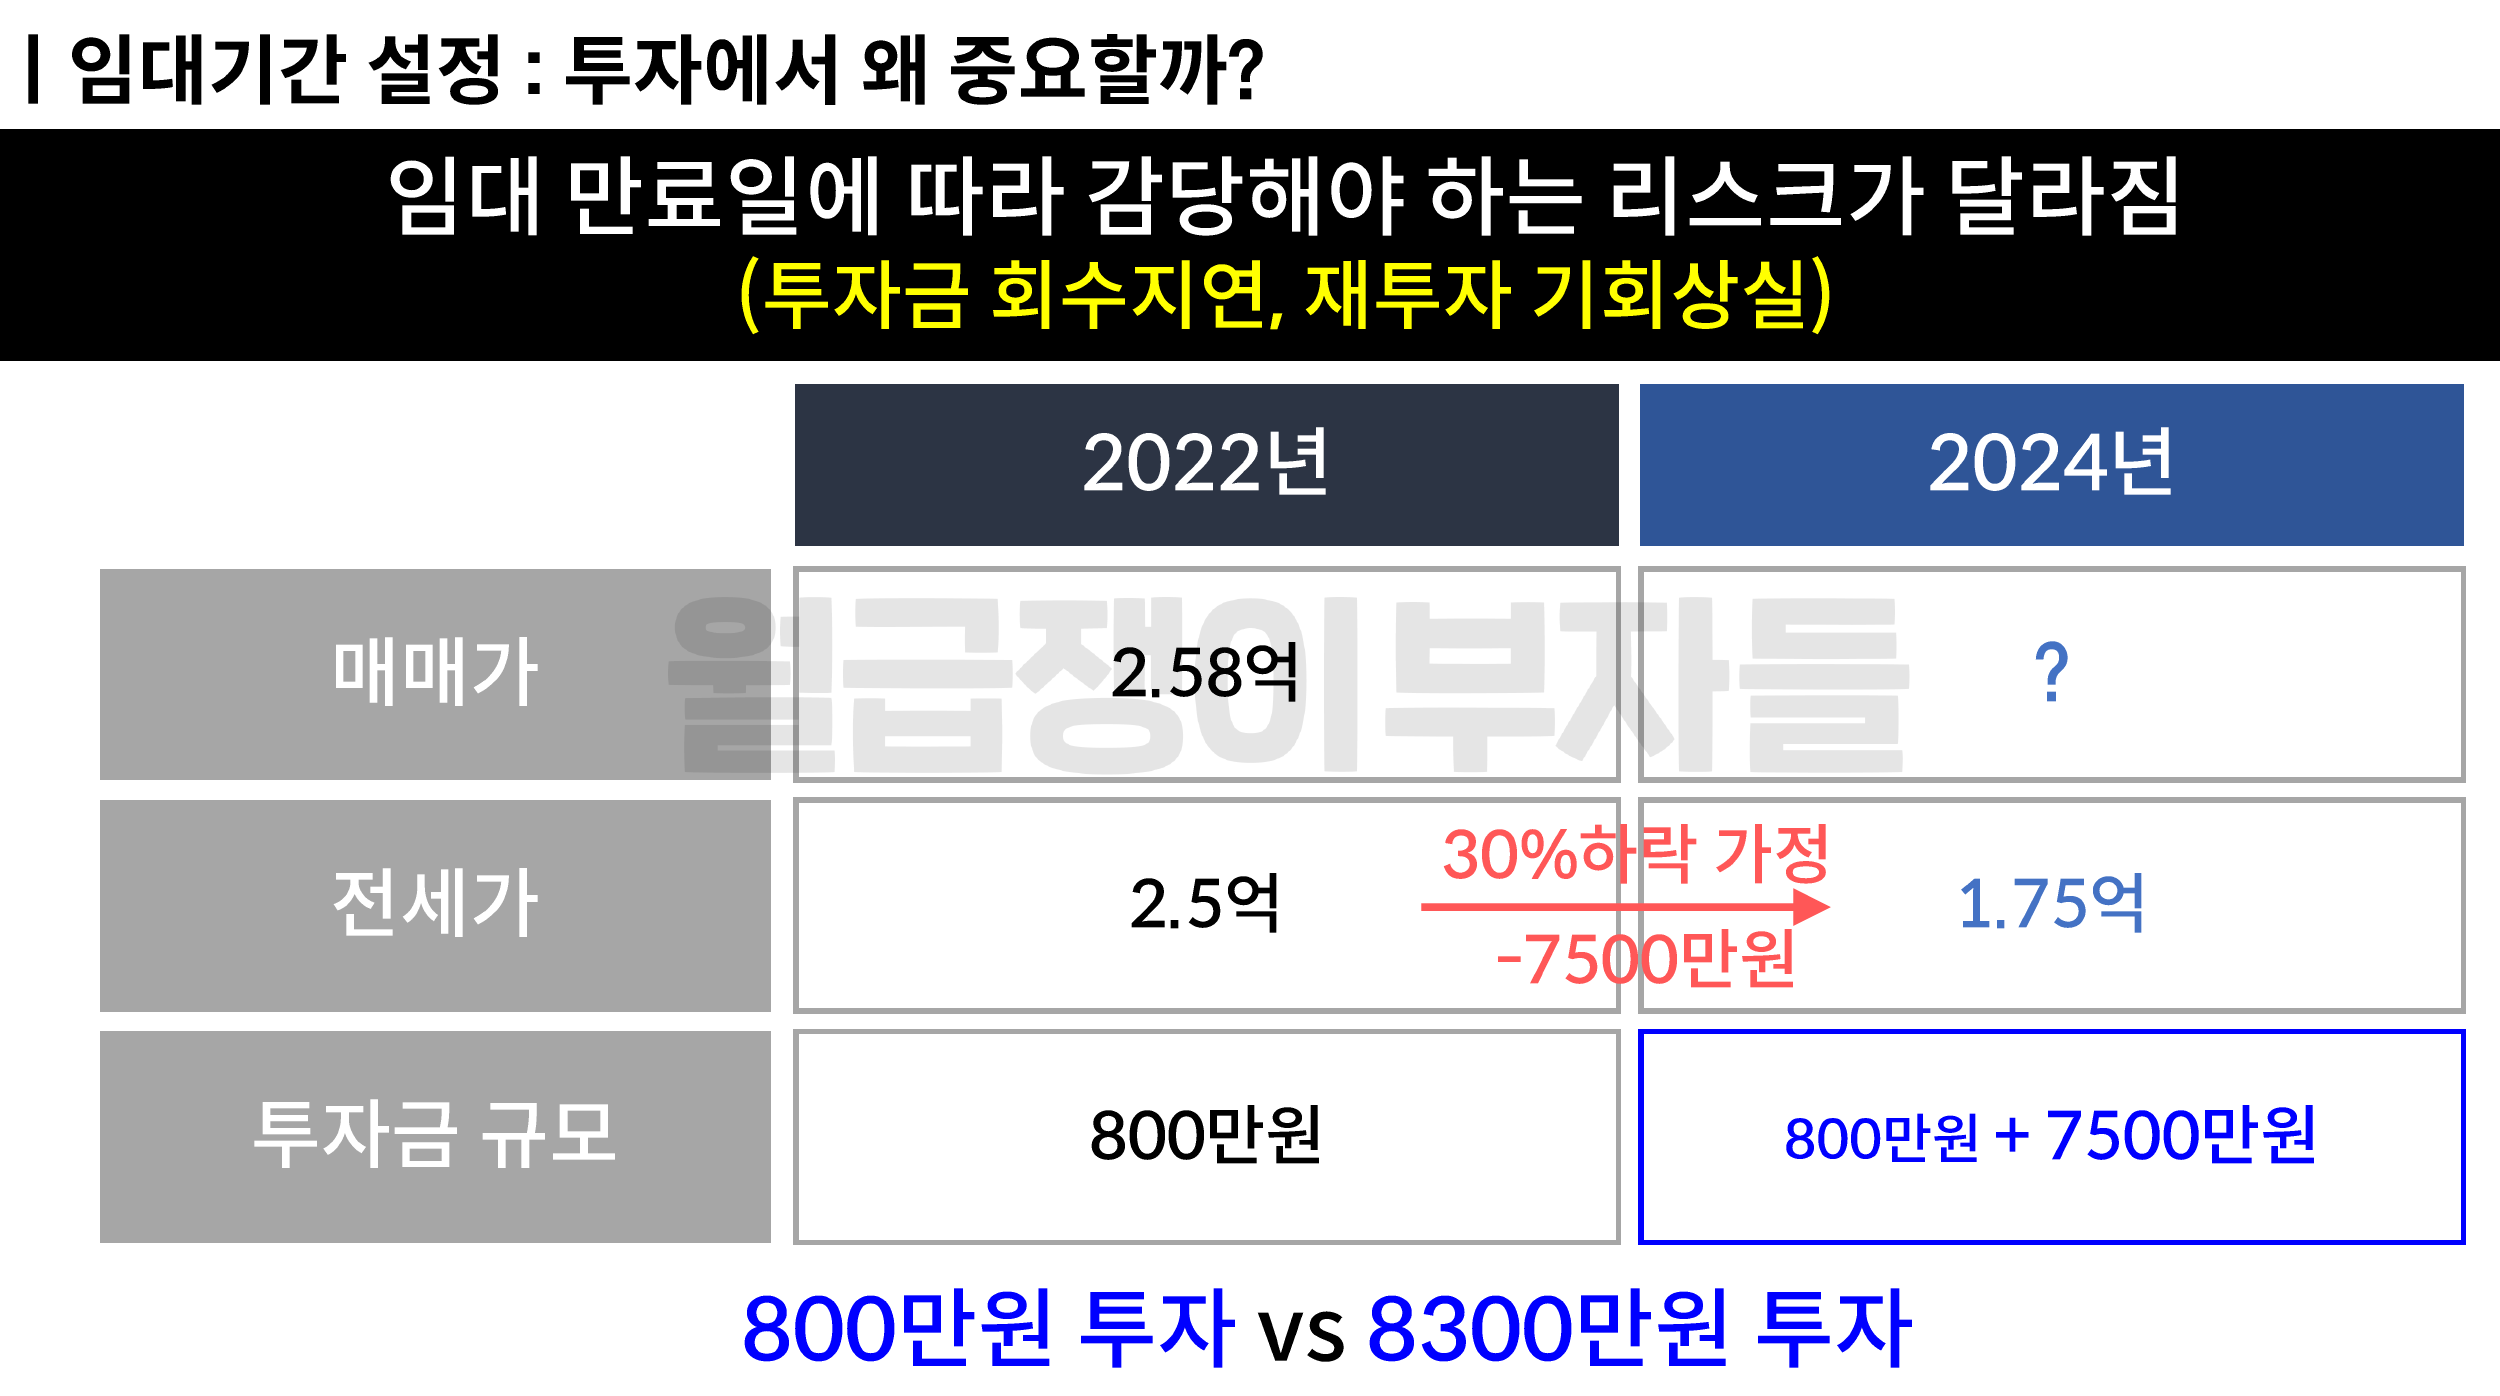 | 임대기간 설정 : 투자에서 왜 중요할까?
임대 만료일에 따라 감당해야 하는 리스크가 달라짐
(투자금 회수지연, 재투자 기회상실)
2022년
2024년
매매가
2.58억
?
월급쟁이부자들
전세가
2.5억
30%하락 가정
-7500만원
1.75억
투자금 규모
800만원
800만원 + 7500만원
800만원 투자 vs 8300만원 투자